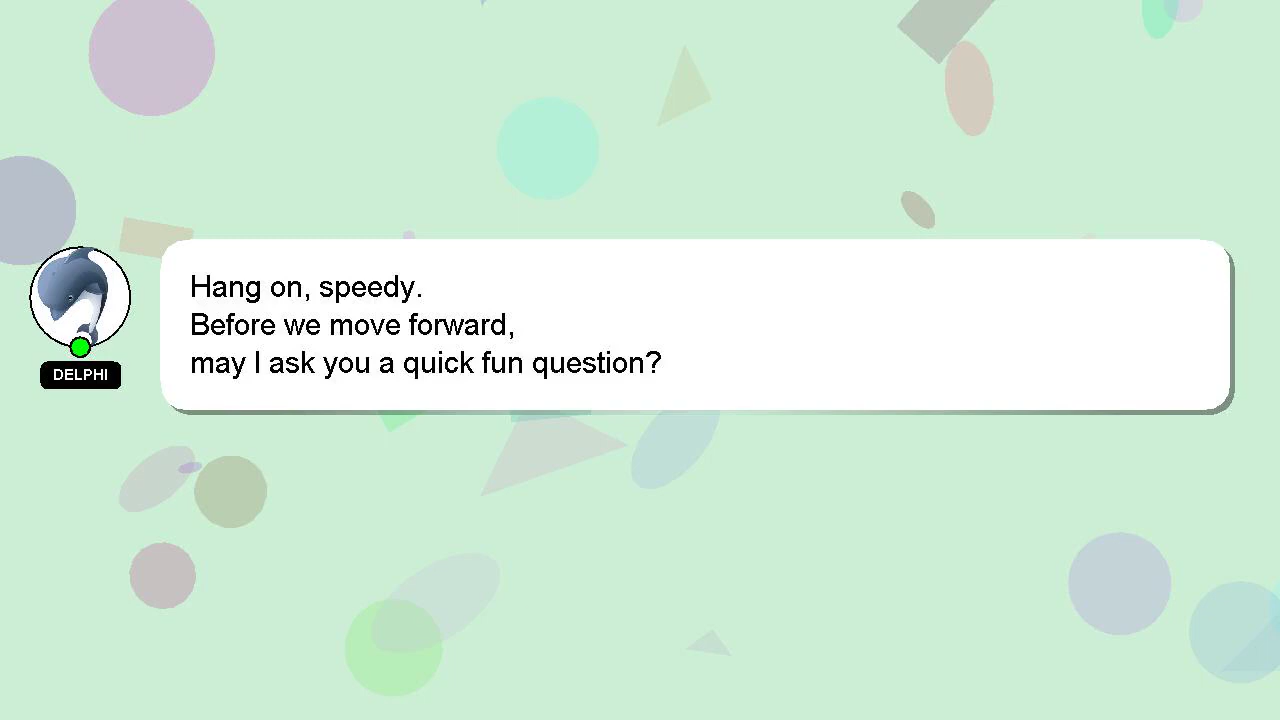 Hang on, speedy.
Before we move forward,
may I ask you a quick fun question?
DELPHI